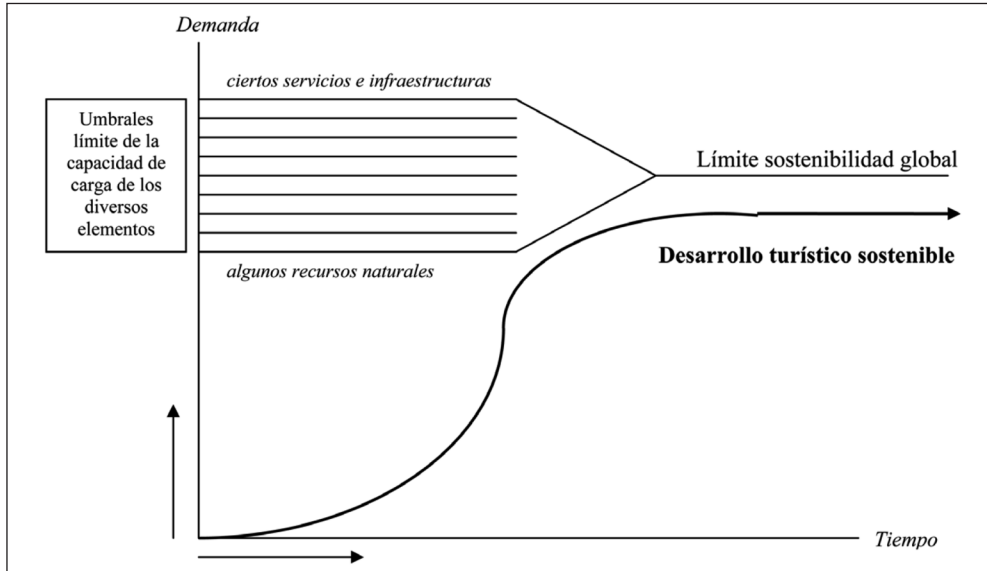 Demanda
ciertos servicios e infraestructuras
Umbrales
límite de la
capacidad de
carga de los
diversos
elementos
Límite sostenibilidad global
Desarrollo turístico sostenible
algunos recursos naturales
Tiempo